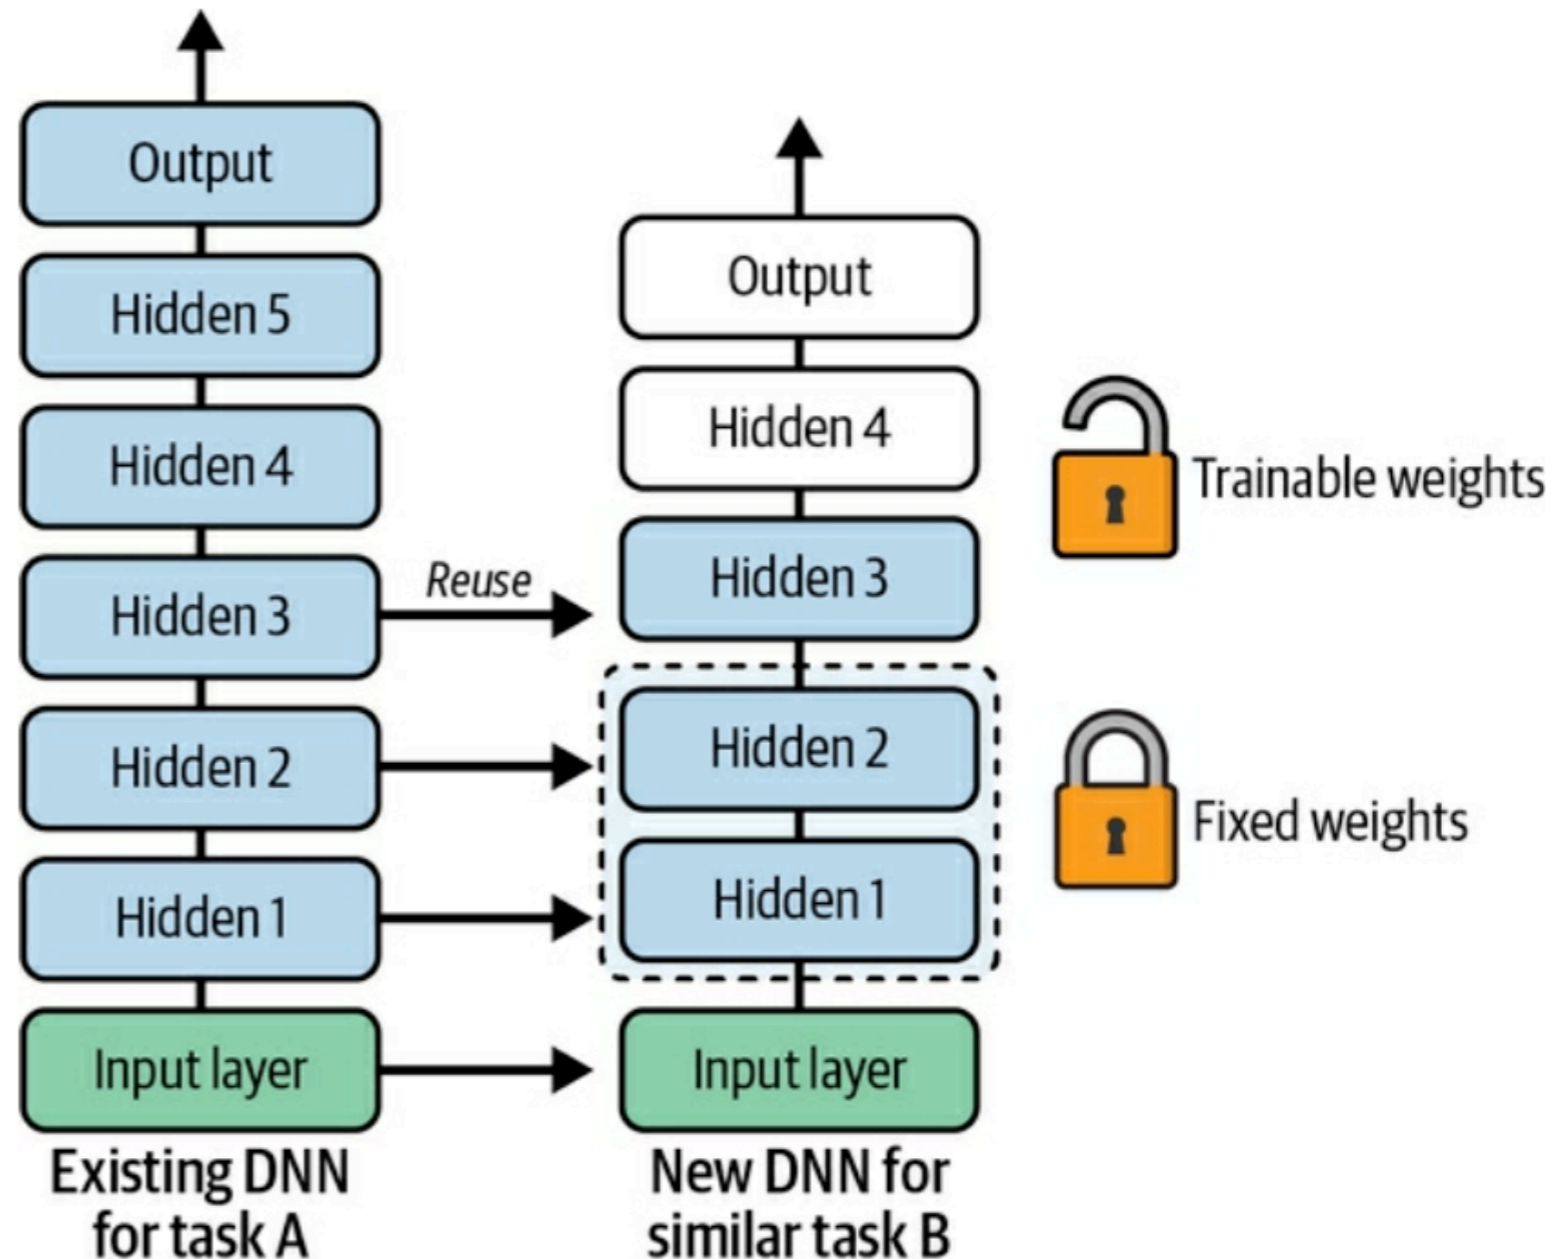 Output
Hidden 5
Hidden 4
Hidden 3
Hidden 2
Hidden 1
Input layer
Existing DNN
for task A
Reuse
Output
Hidden 4
Hidden 3
Hidden 2
Hidden 1
Input layer
New DNN for
similar task B
Trainable weights
Fixed weights